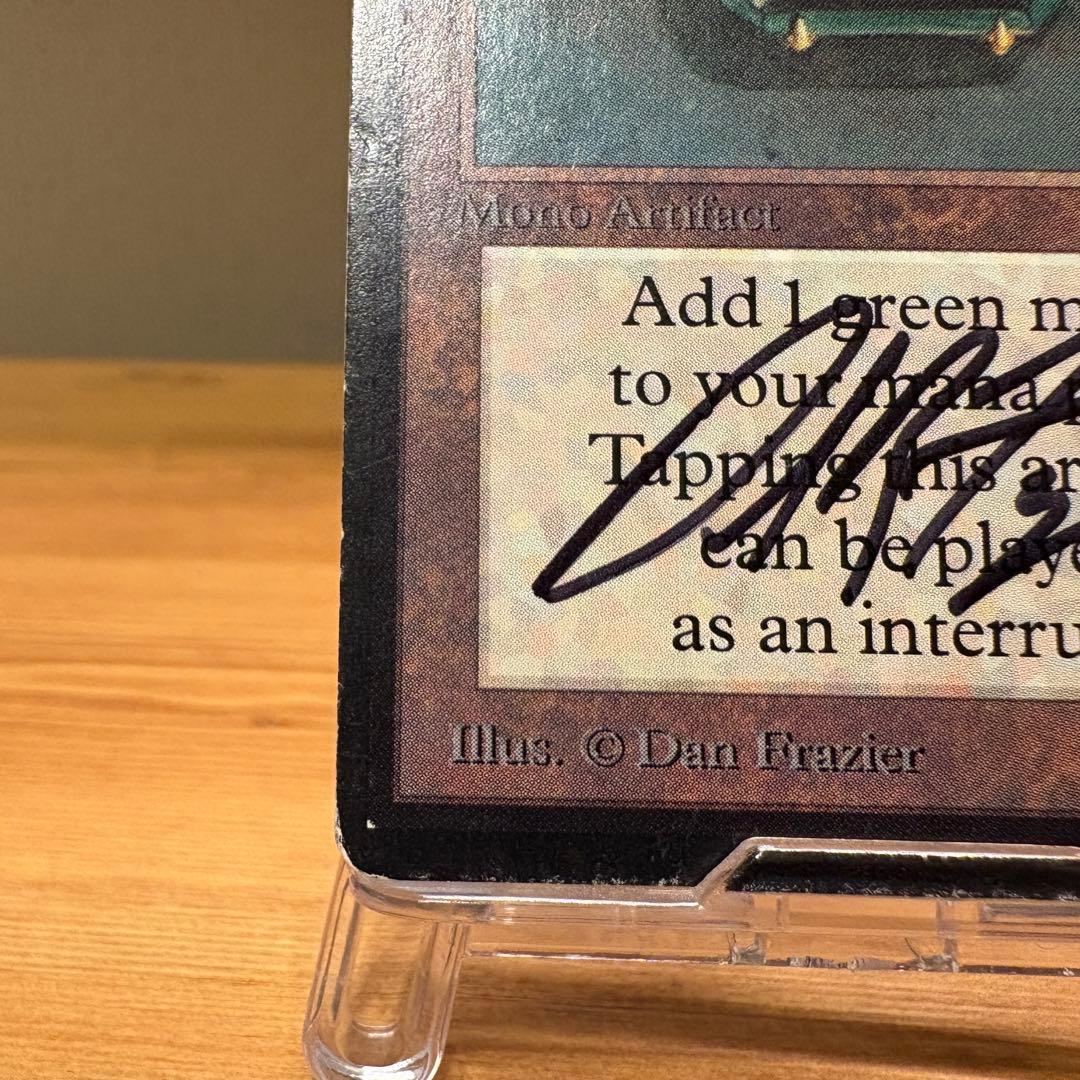 Mono Artifact
Add 1 green m
to your mana p
Tapping this ar
can be playe
as an interru
Illus. © Dan Frazier